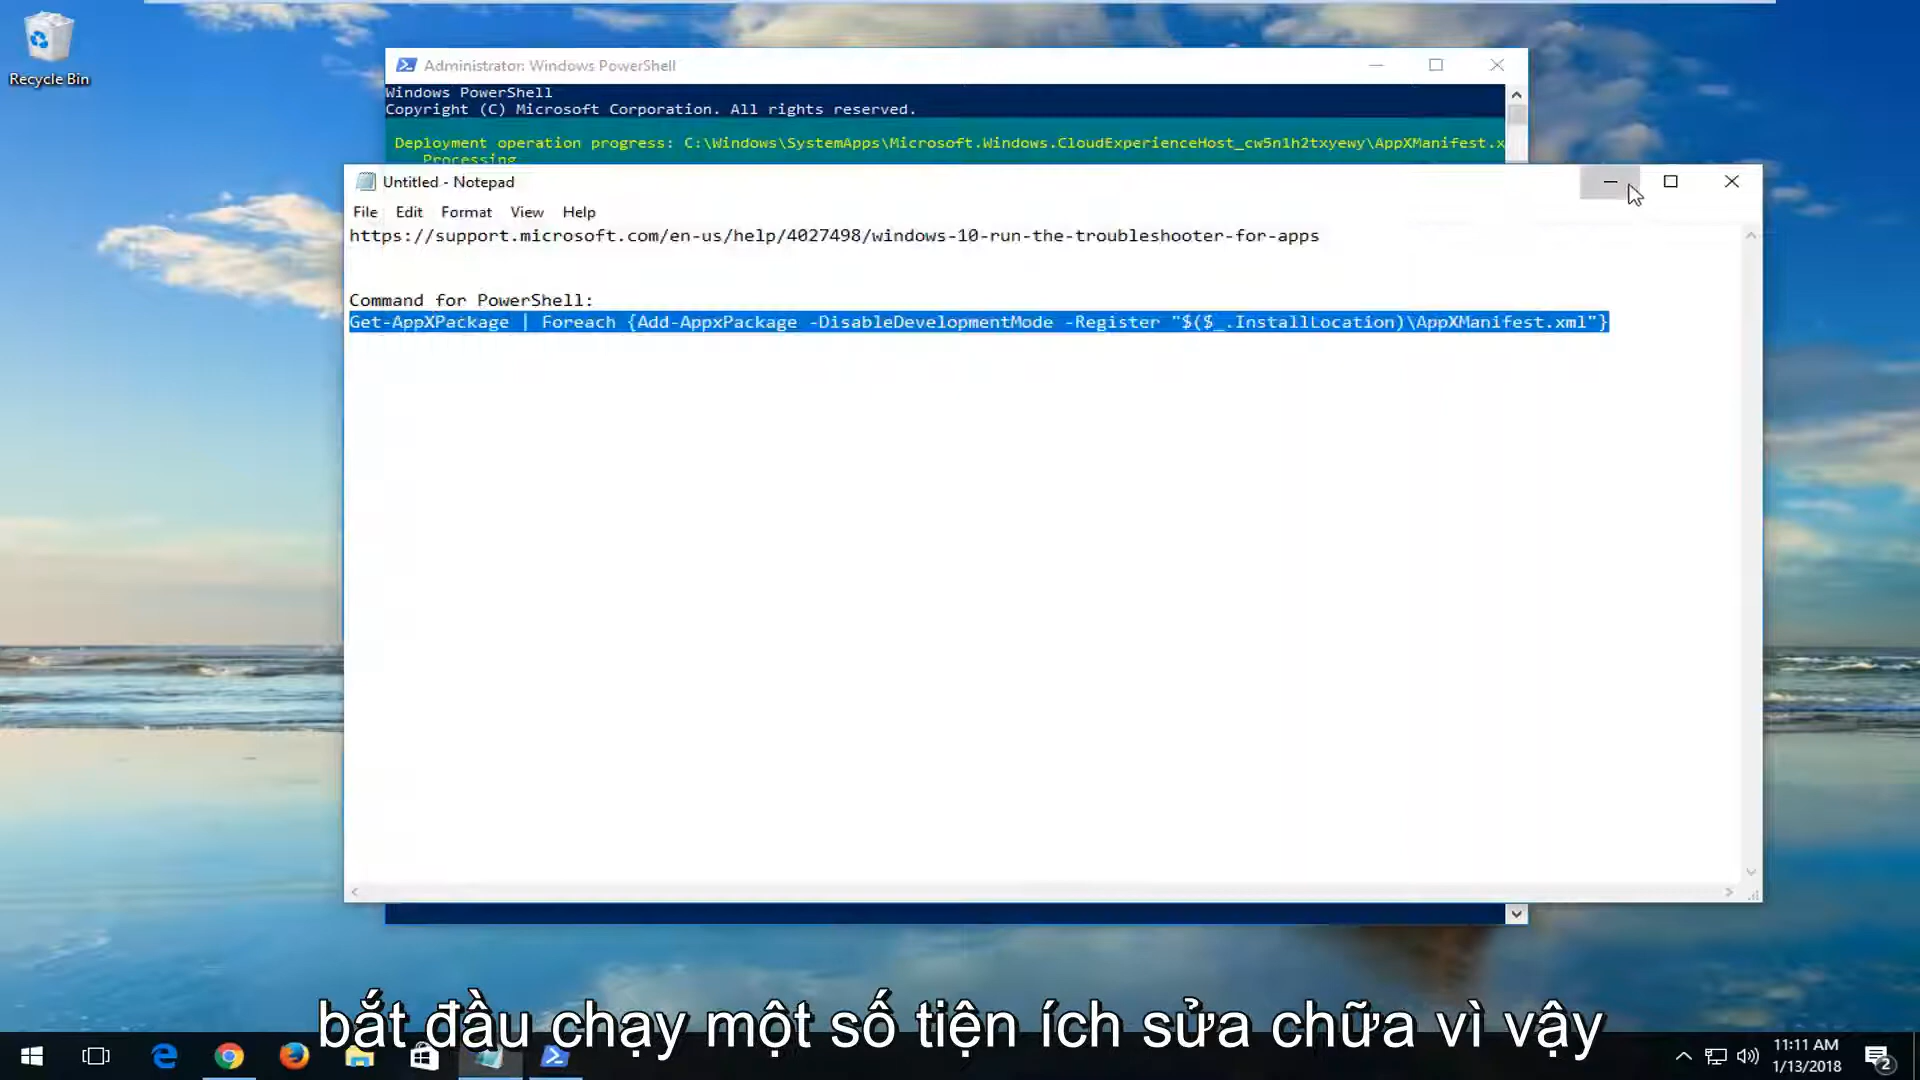 Recycle Bin
Administrator: Windows PowerShell
Windows PowerShell
Copyright (C) Microsoft Corporation. All rights reserved.
Deployment operation progress: C:\Windows\SystemApps\Microsoft.Windows.CloudExperienceHost_cw5n1h2txyewy\AppXManifest.x
Processing
Untitled - Notepad
File Edit Format View Help
https://support.microsoft.com/en-us/help/4027498/windows-10-run-the-troubleshooter-for-apps
Command for PowerShell:
Get-AppXPackage | Foreach {Add-AppxPackage -DisableDevelopmentMode -Register "$($_.InstallLocation)\AppXManifest.xml"}
bắt đầu chạy một số tiện ích sửa chữa vì vậy
11:11 AM
1/13/2018
2